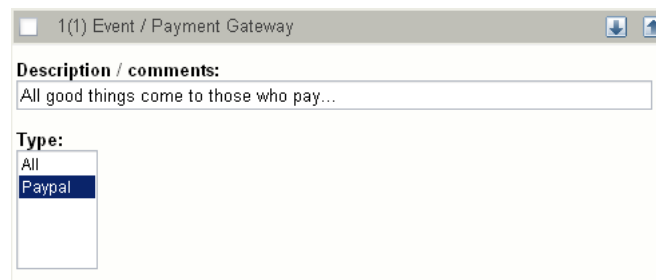 1(1) Event / Payment Gateway
Description / comments:
All good things come to those who pay...
Type:
All
Paypal